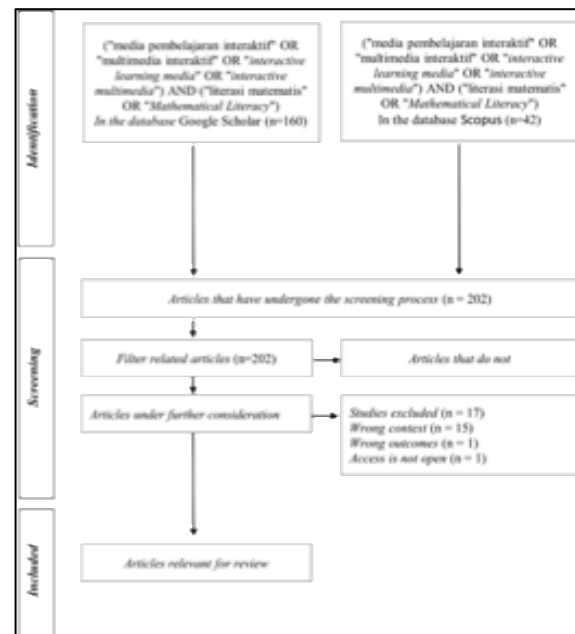 Identification
("media pembelajaran interaktif" OR
"multimedia interaktif" OR "interactive
learning media" OR "interactive
multimedia") AND ("literasi matematis"
OR "Mathematical Literacy")
In the database Google Scholar (n=160)
("media pembelajaran interaktif" OR
"multimedia interaktif" OR "interactive
learning media" OR "interactive
multimedia") AND ("literasi matematis"
OR "Mathematical Literacy")
In the database Scopus (n=42)
Screening
Articles that have undergone the screening process (n = 202)
Filter related articles (n=202)
Articles that do not
Articles under further consideration
Studies excluded (n = 17)
Wrong context (n = 15)
Wrong outcomes (n = 1)
Access is not open (n = 1)
Included
Articles relevant for review